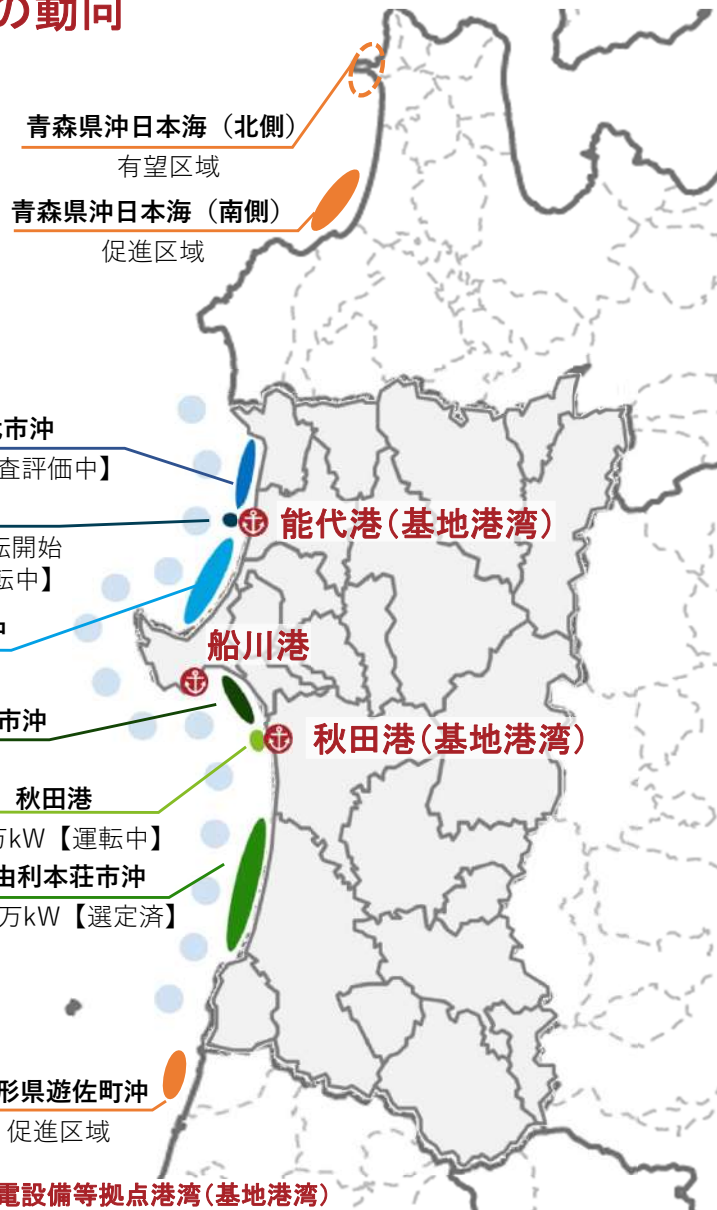 の動向
青森県沖日本海（北側）
有望区域
青森県沖日本海（南側）
促進区域
市沖
査評価中】
能代港（基地港湾）
転開始
転中】
船川港
市沖
秋田港（基地港湾）
秋田港
万kW【運転中】
由利本荘市沖
万kW【選定済】
形県遊佐町沖
促進区域
電設備等拠点港湾（基地港湾）